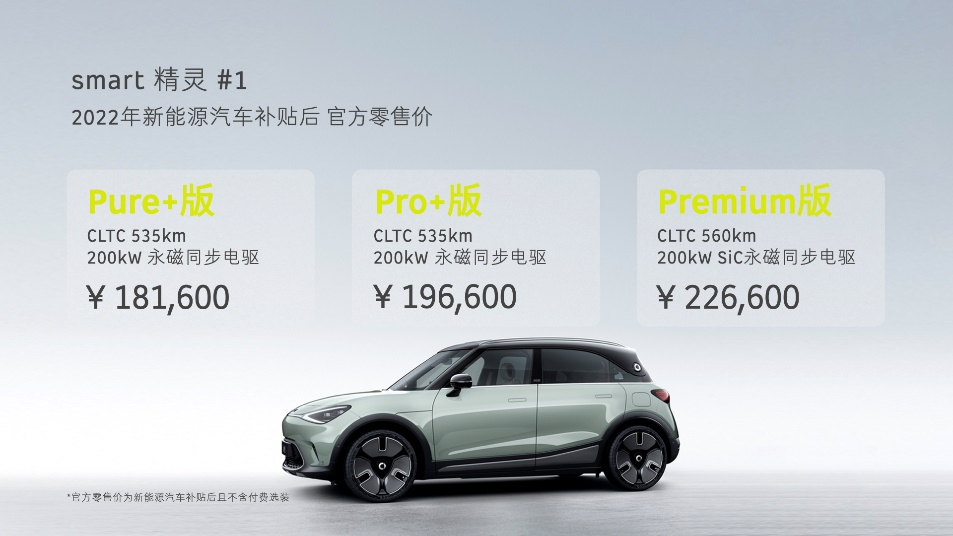 smart 精灵 #1
2022年新能源汽车补贴后 官方零售价
Pure+版
CLTC 535km
200kW 永磁同步电驱
¥ 181,600
Pro+版
CLTC 535km
200kW 永磁同步电驱
¥ 196,600
Premium版
CLTC 560km
200kW SiC永磁同步电驱
¥ 226,600
*官方零售价为新能源汽车补贴后且不含付费选装